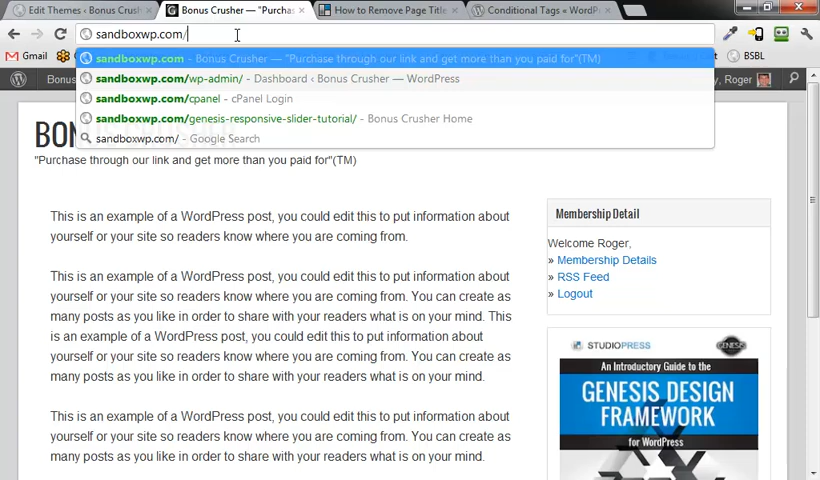 Edit Themes ‹ Bonus Crush
Bonus Crusher — "Purchas
How to Remove Page Title
Conditional Tags « WordP
sandboxwp.com/
Gmail
BSBL
sandboxwp.com - Bonus Crusher — "Purchase through our link and get more than you paid for"(TM)
sandboxwp.com/wp-admin/ - Dashboard ‹ Bonus Crusher — WordPress
sandboxwp.com/cpanel - cPanel Login
sandboxwp.com/genesis-responsive-slider-tutorial/ - Bonus Crusher Home
sandboxwp.com/ - Google Search
Bonus
y, Roger
"Purchase through our link and get more than you paid for"(TM)
This is an example of a WordPress post, you could edit this to put information about
yourself or your site so readers know where you are coming from.
This is an example of a WordPress post, you could edit this to put information about
yourself or your site so readers know where you are coming from. You can create as
many posts as you like in order to share with your readers what is on your mind. This
is an example of a WordPress post, you could edit this to put information about
yourself or your site so readers know where you are coming from. You can create as
many posts as you like in order to share with your readers what is on your mind.
This is an example of a WordPress post, you could edit this to put information about
yourself or your site so readers know where you are coming from. You can create as
many posts as you like in order to share with your readers what is on your mind.
Membership Detail
Welcome Roger,
» Membership Details
» RSS Feed
» Logout
STUDIOPRESS
GENESIS
An Introductory Guide to the
GENESIS DESIGN
FRAMEWORK
for WordPress